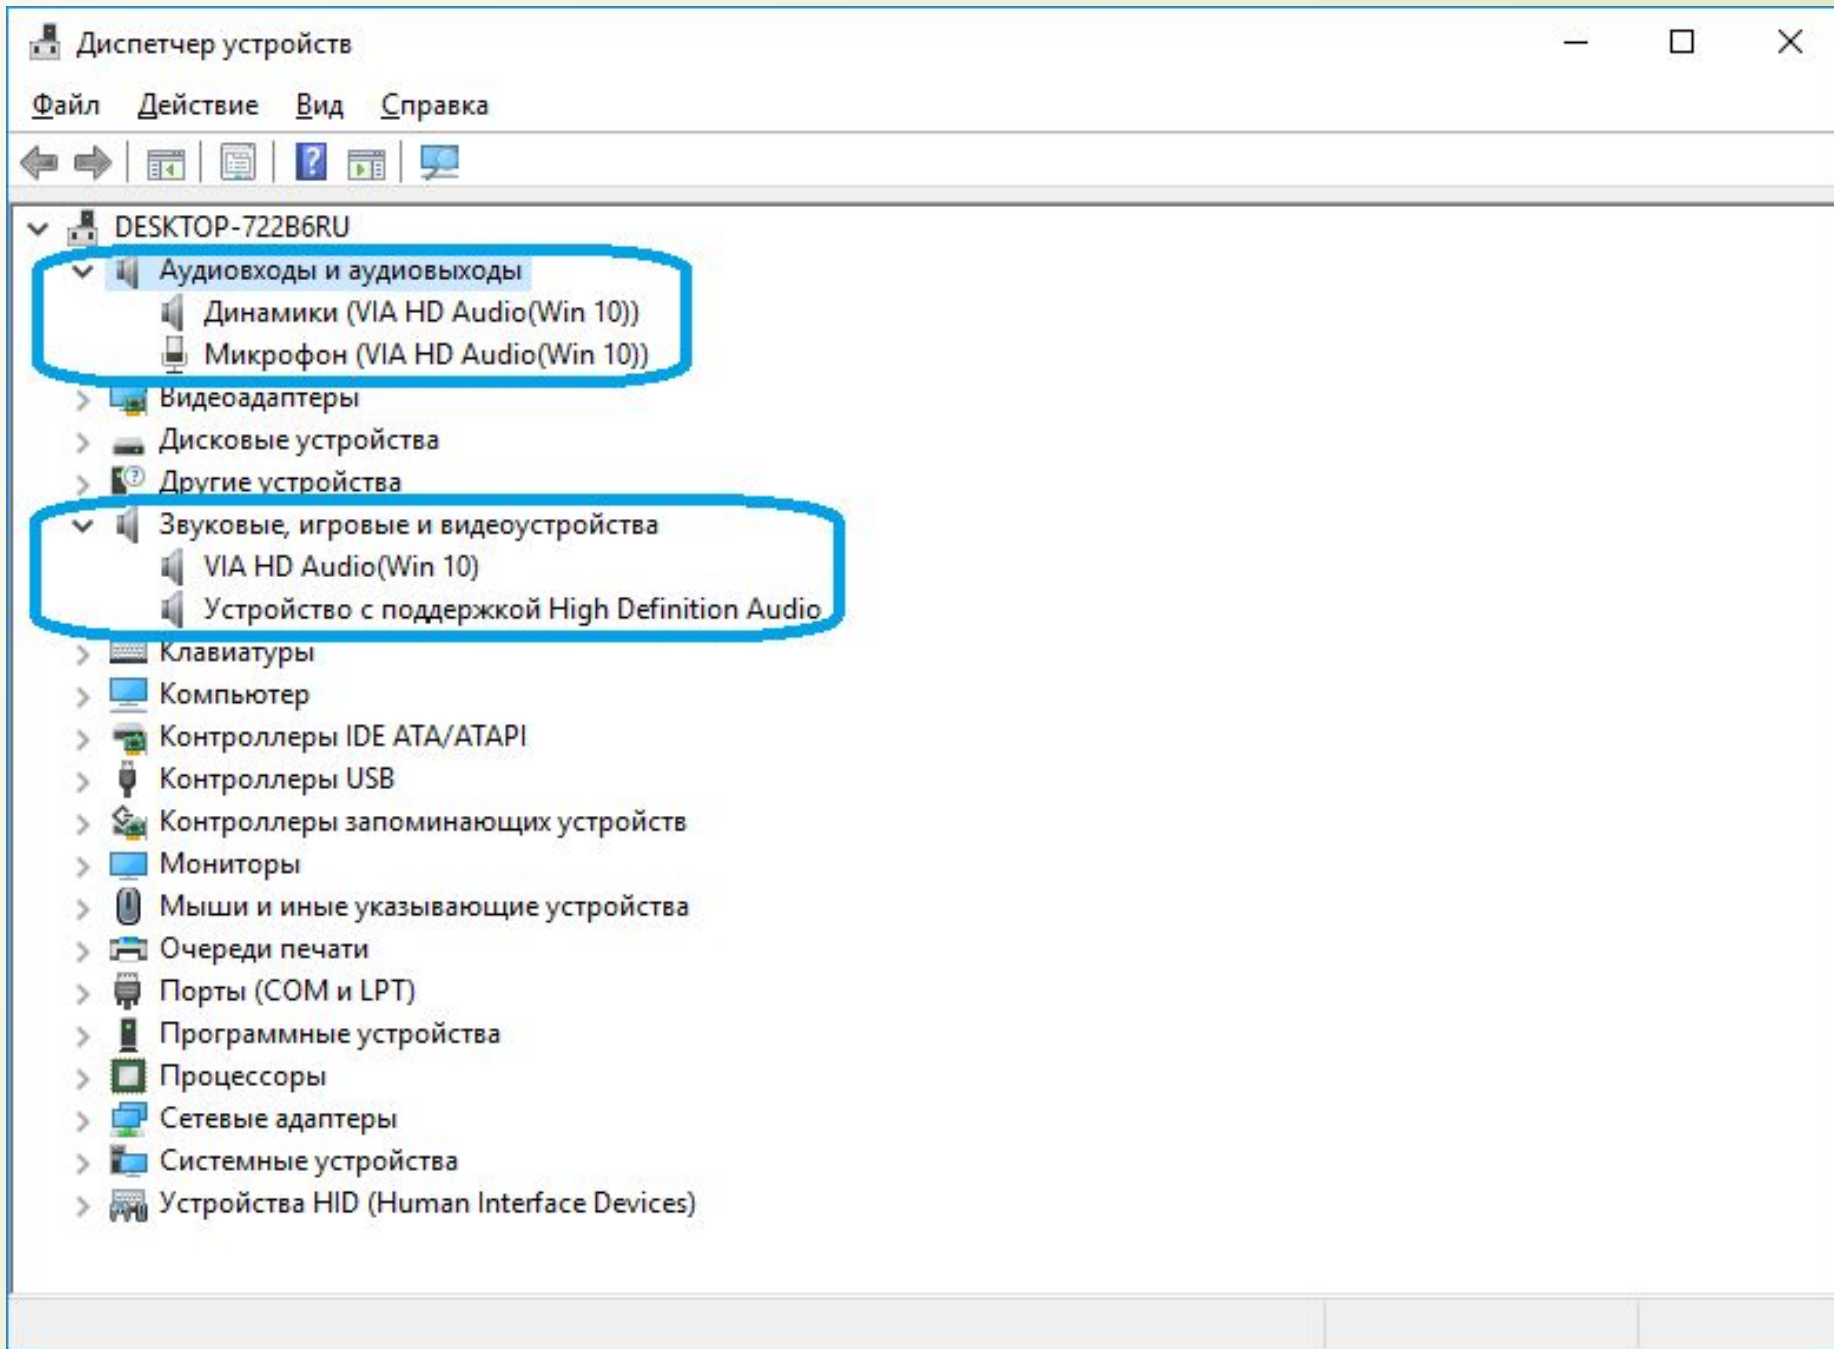 Диспетчер устройств
Файл Действие Вид Справка
DESKTOP-722B6RU
Аудиовходы и аудиовыходы
Динамики (VIA HD Audio(Win 10))
Микрофон (VIA HD Audio(Win 10))
Видеоадаптеры
Дисковые устройства
Другие устройства
Звуковые, игровые и видеоустройства
VIA HD Audio(Win 10)
Устройство с поддержкой High Definition Audio
Клавиатуры
Компьютер
Контроллеры IDE ATA/ATAPI
Контроллеры USB
Контроллеры запоминающих устройств
Мониторы
Мыши и иные указывающие устройства
Очереди печати
Порты (COM и LPT)
Программные устройства
Процессоры
Сетевые адаптеры
Системные устройства
Устройства HID (Human Interface Devices)